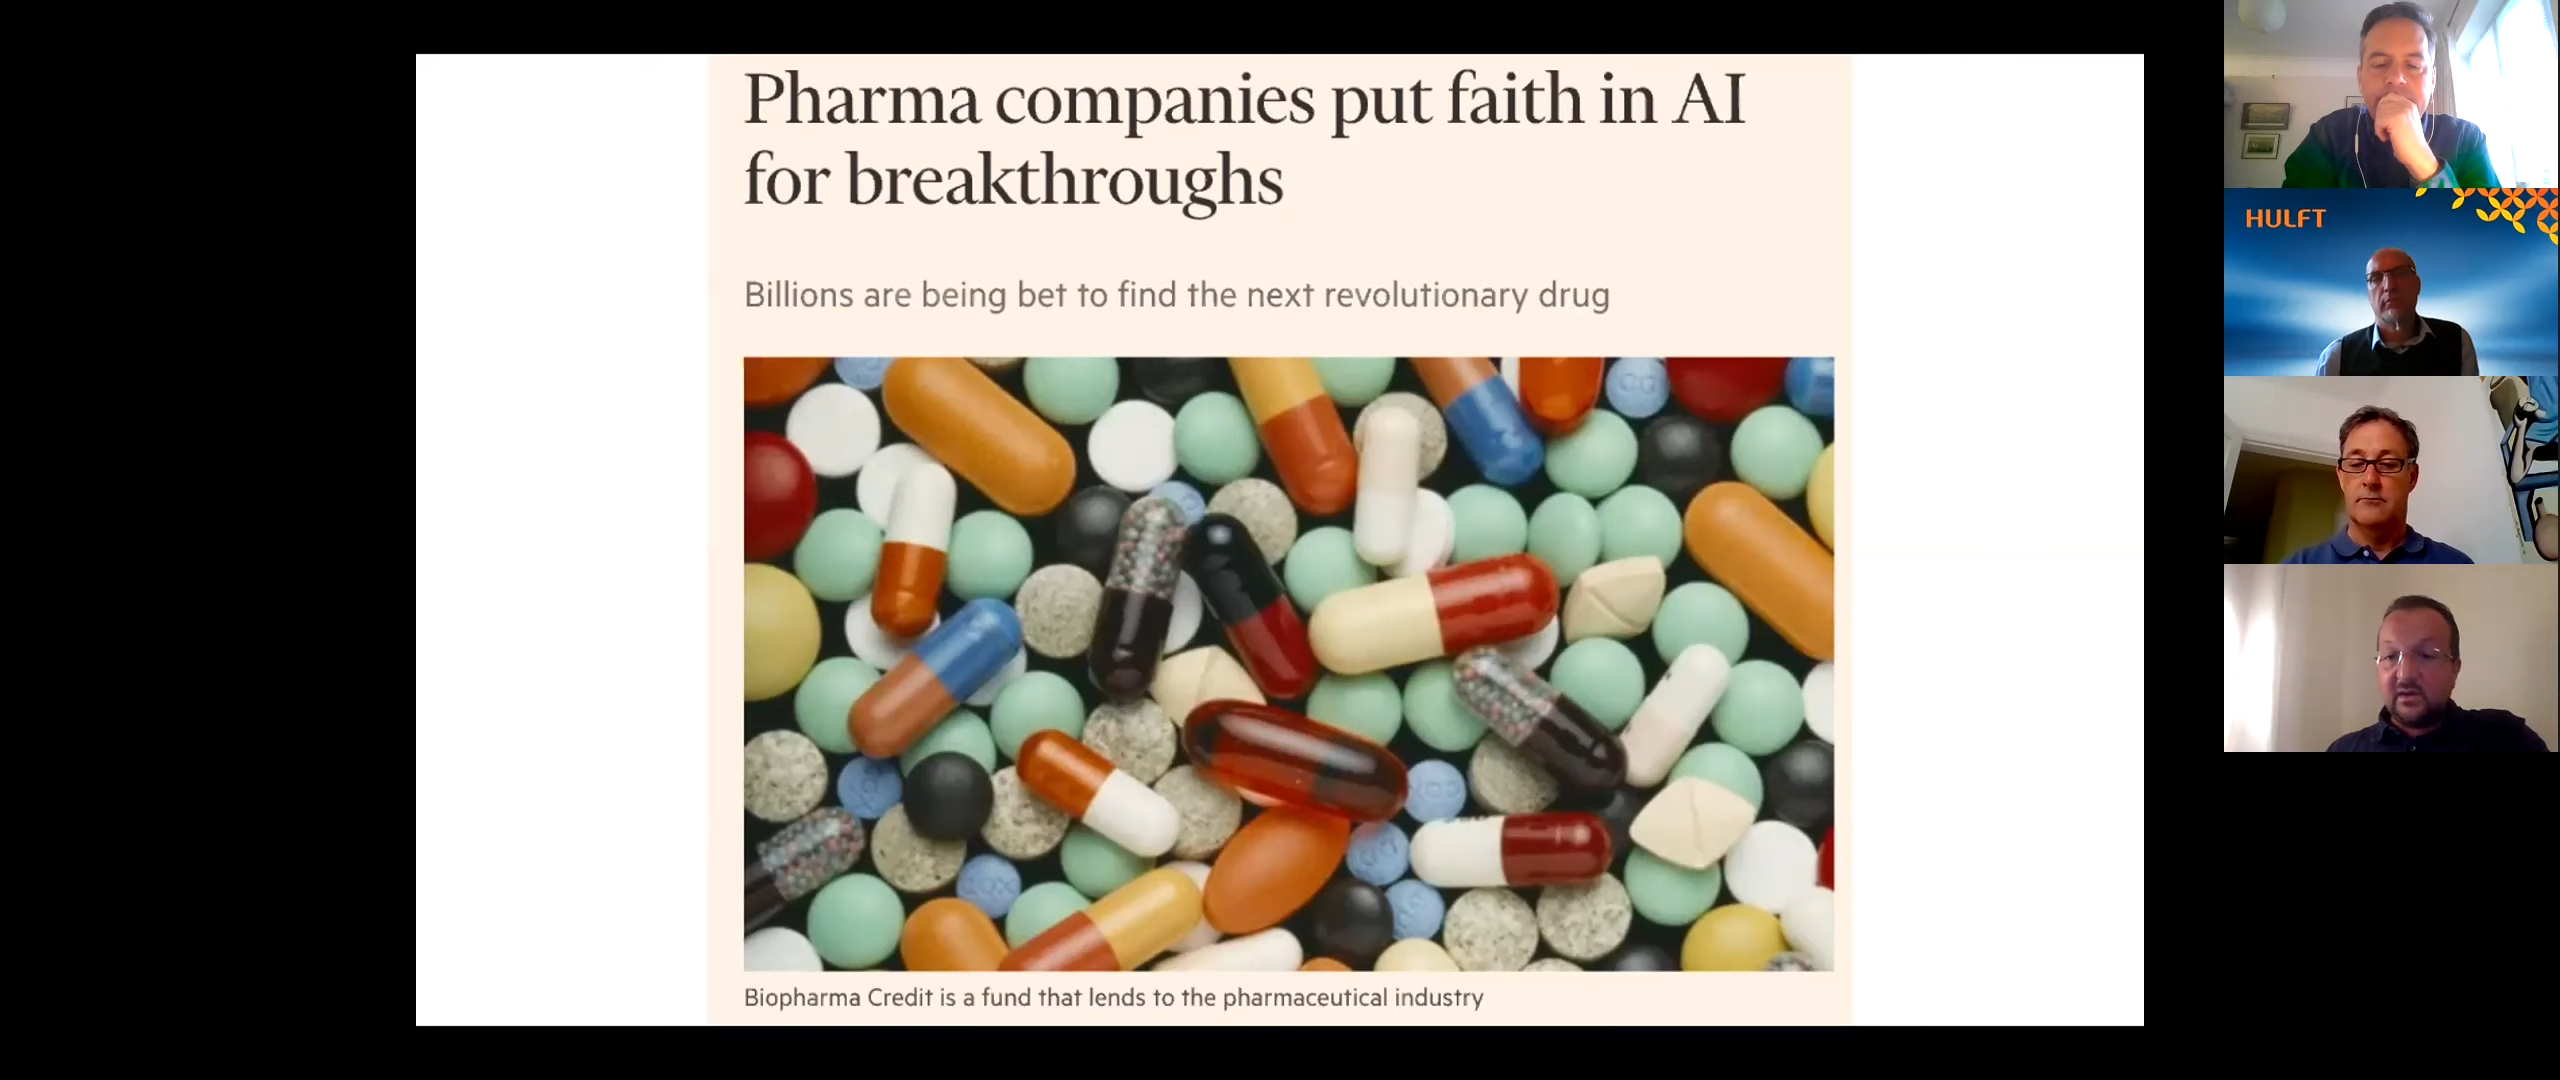 Pharma companies put faith in AI
for breakthroughs
Billions are being bet to find the next revolutionary drug
Biopharma Credit is a fund that lends to the pharmaceutical industry
HULFT